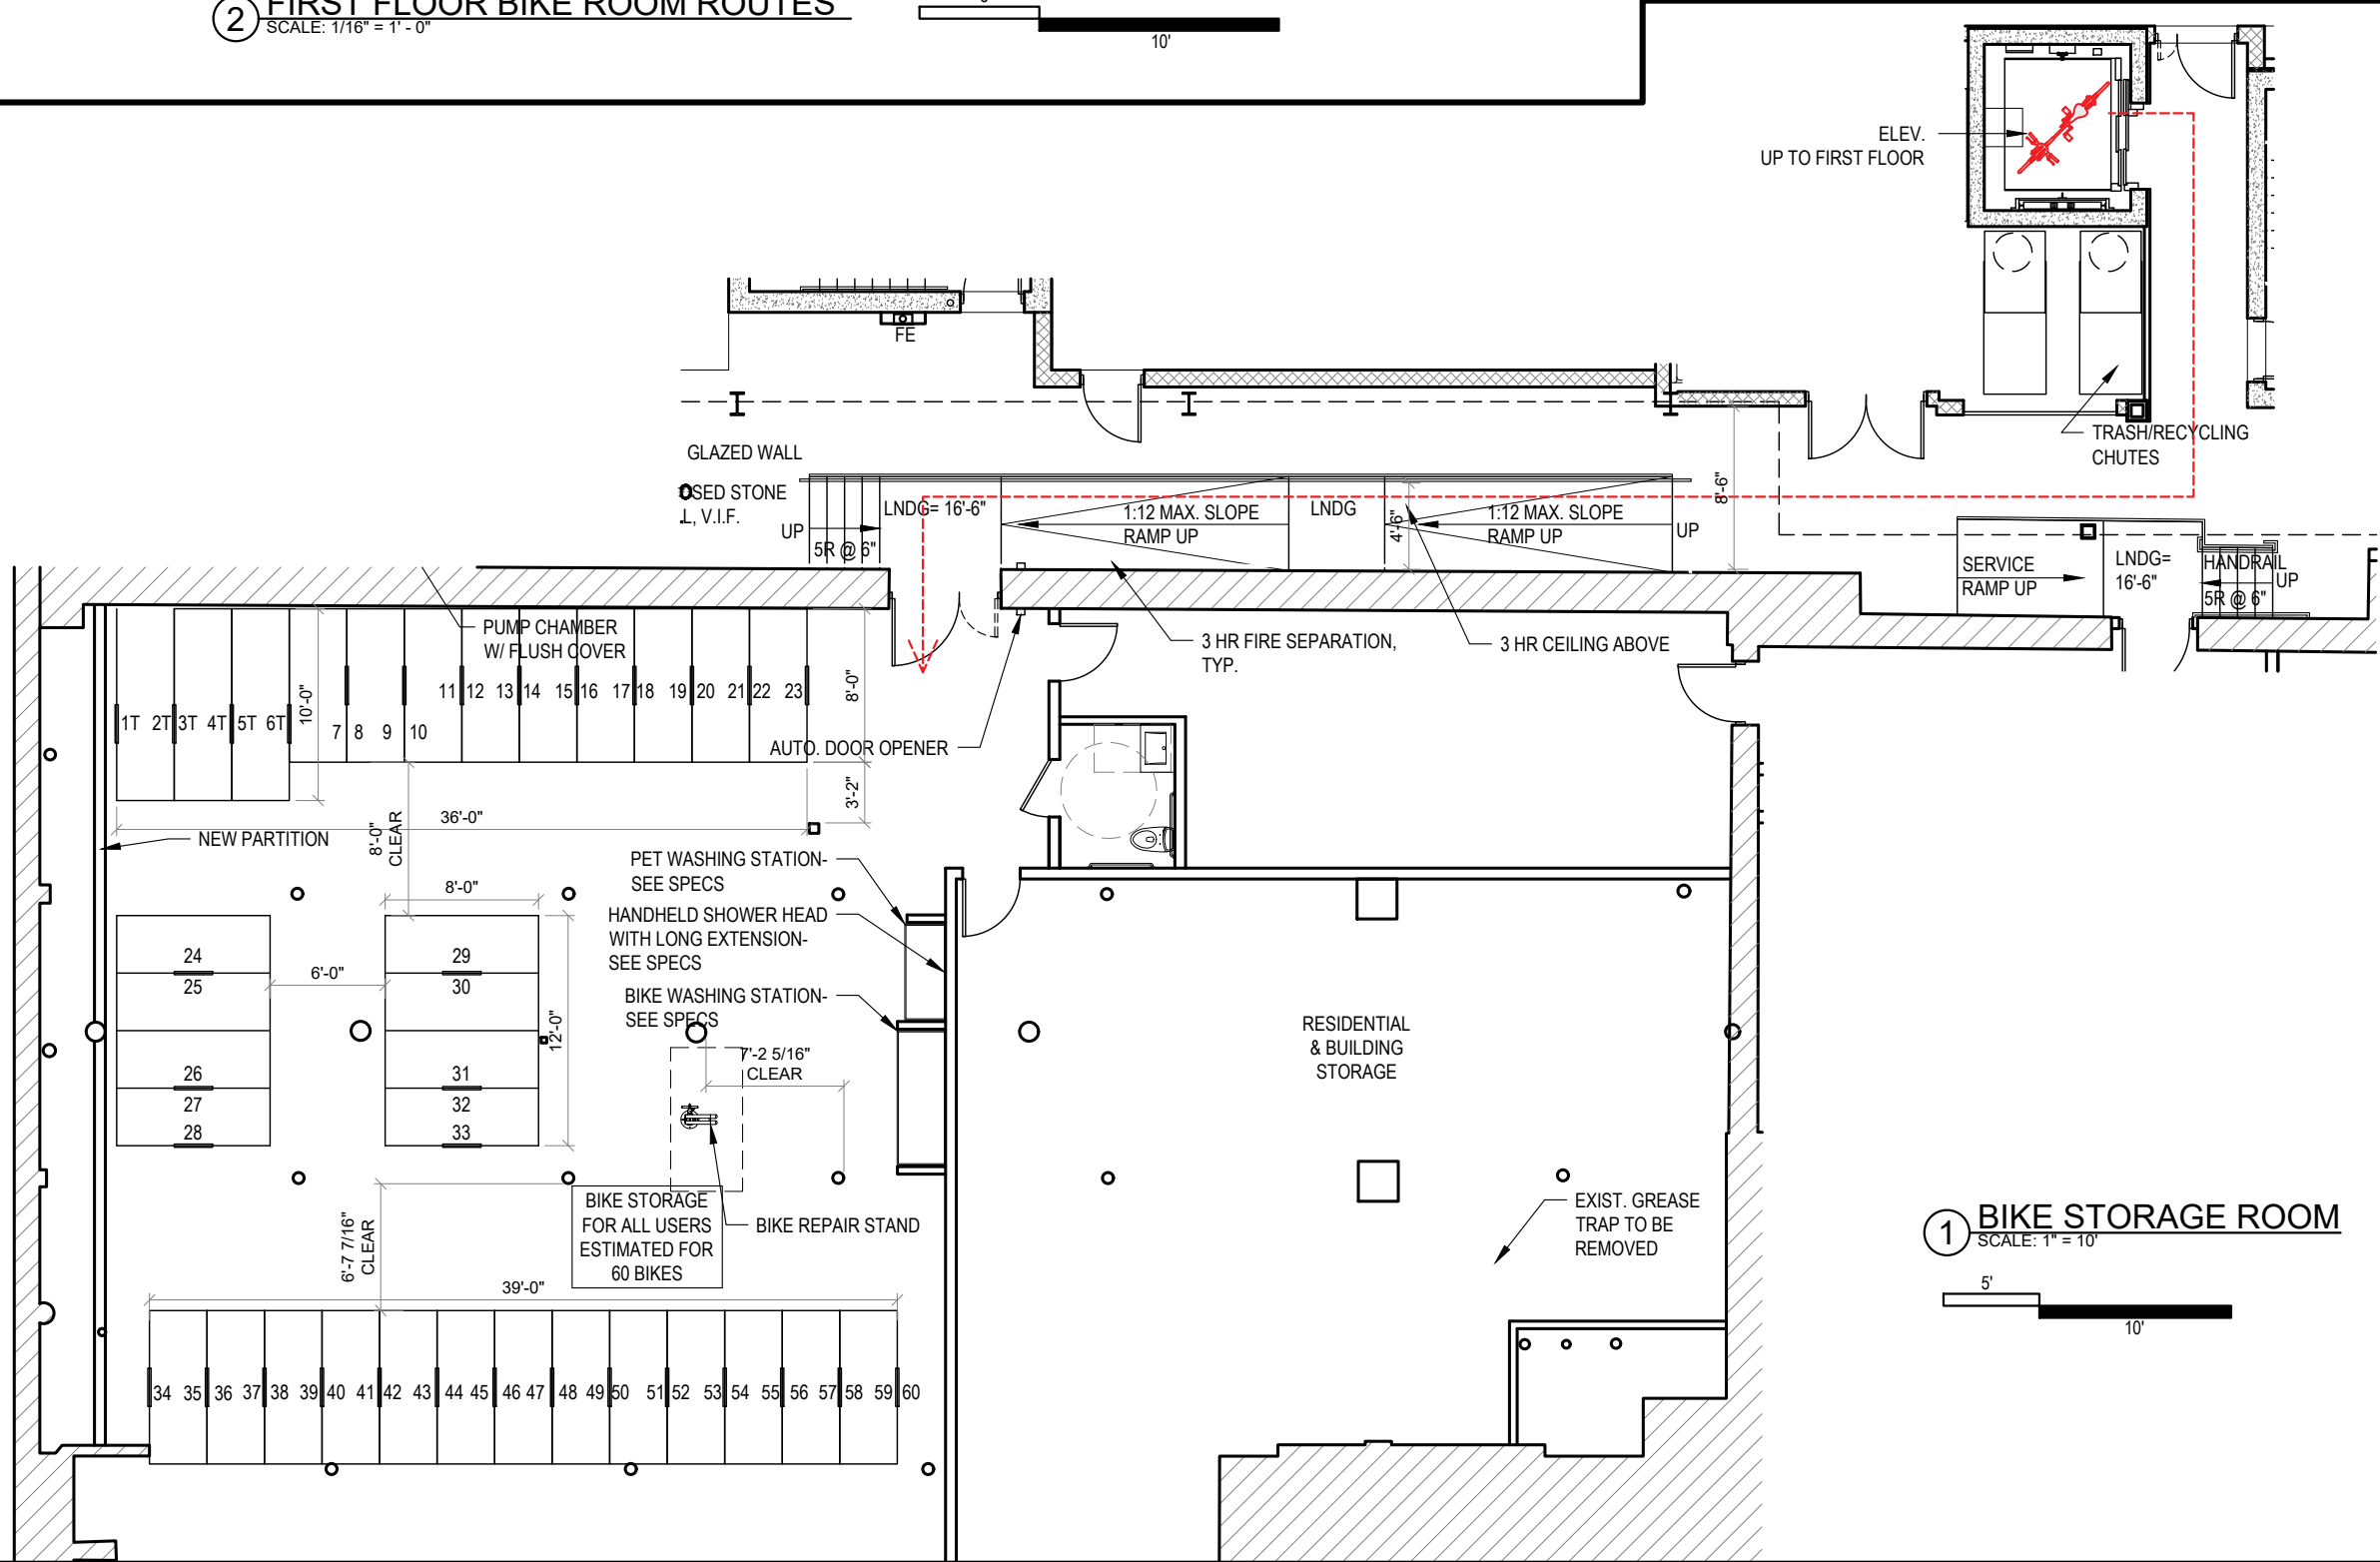 2 FIRST FLOOR BIKE ROOM ROUTES
SCALE: 1/16" = 1' - 0"
10'
ELEV.
UP TO FIRST FLOOR
FE
TRASH/RECYCLING
CHUTES
GLAZED WALL
OSED STONE
L, V.I.F.
UP
5R @ 6"
LNDG= 16'-6"
1:12 MAX. SLOPE
RAMP UP
LNDG
4'-6"
1:12 MAX. SLOPE
RAMP UP
UP
8'-6"
SERVICE
RAMP UP
LNDG=
16'-6"
HANDRAIL
UP
5R @ 6"
PUMP CHAMBER
W/ FLUSH COVER
3 HR FIRE SEPARATION,
TYP.
3 HR CEILING ABOVE
1T 2T 3T 4T 5T 6T
10'-0"
7 8 9 10
11 12 13 14 15 16 17 18 19 20 21 22 23
8'-0"
AUTO. DOOR OPENER
3'-2"
36'-0"
8'-0"
CLEAR
NEW PARTITION
PET WASHING STATION-
SEE SPECS
HANDHELD SHOWER HEAD
WITH LONG EXTENSION-
SEE SPECS
BIKE WASHING STATION-
SEE SPECS
8'-0"
24
25
26
27
28
6'-0"
29
30
31
32
33
12'-0"
7'-2 5/16"
CLEAR
RESIDENTIAL
& BUILDING
STORAGE
BIKE STORAGE
FOR ALL USERS
ESTIMATED FOR
60 BIKES
BIKE REPAIR STAND
6'-7 7/16"
CLEAR
EXIST. GREASE
TRAP TO BE
REMOVED
39'-0"
34 35 36 37 38 39 40 41 42 43 44 45 46 47 48 49 50 51 52 53 54 55 56 57 58 59 60
1 BIKE STORAGE ROOM
SCALE: 1" = 10'
5'
10'